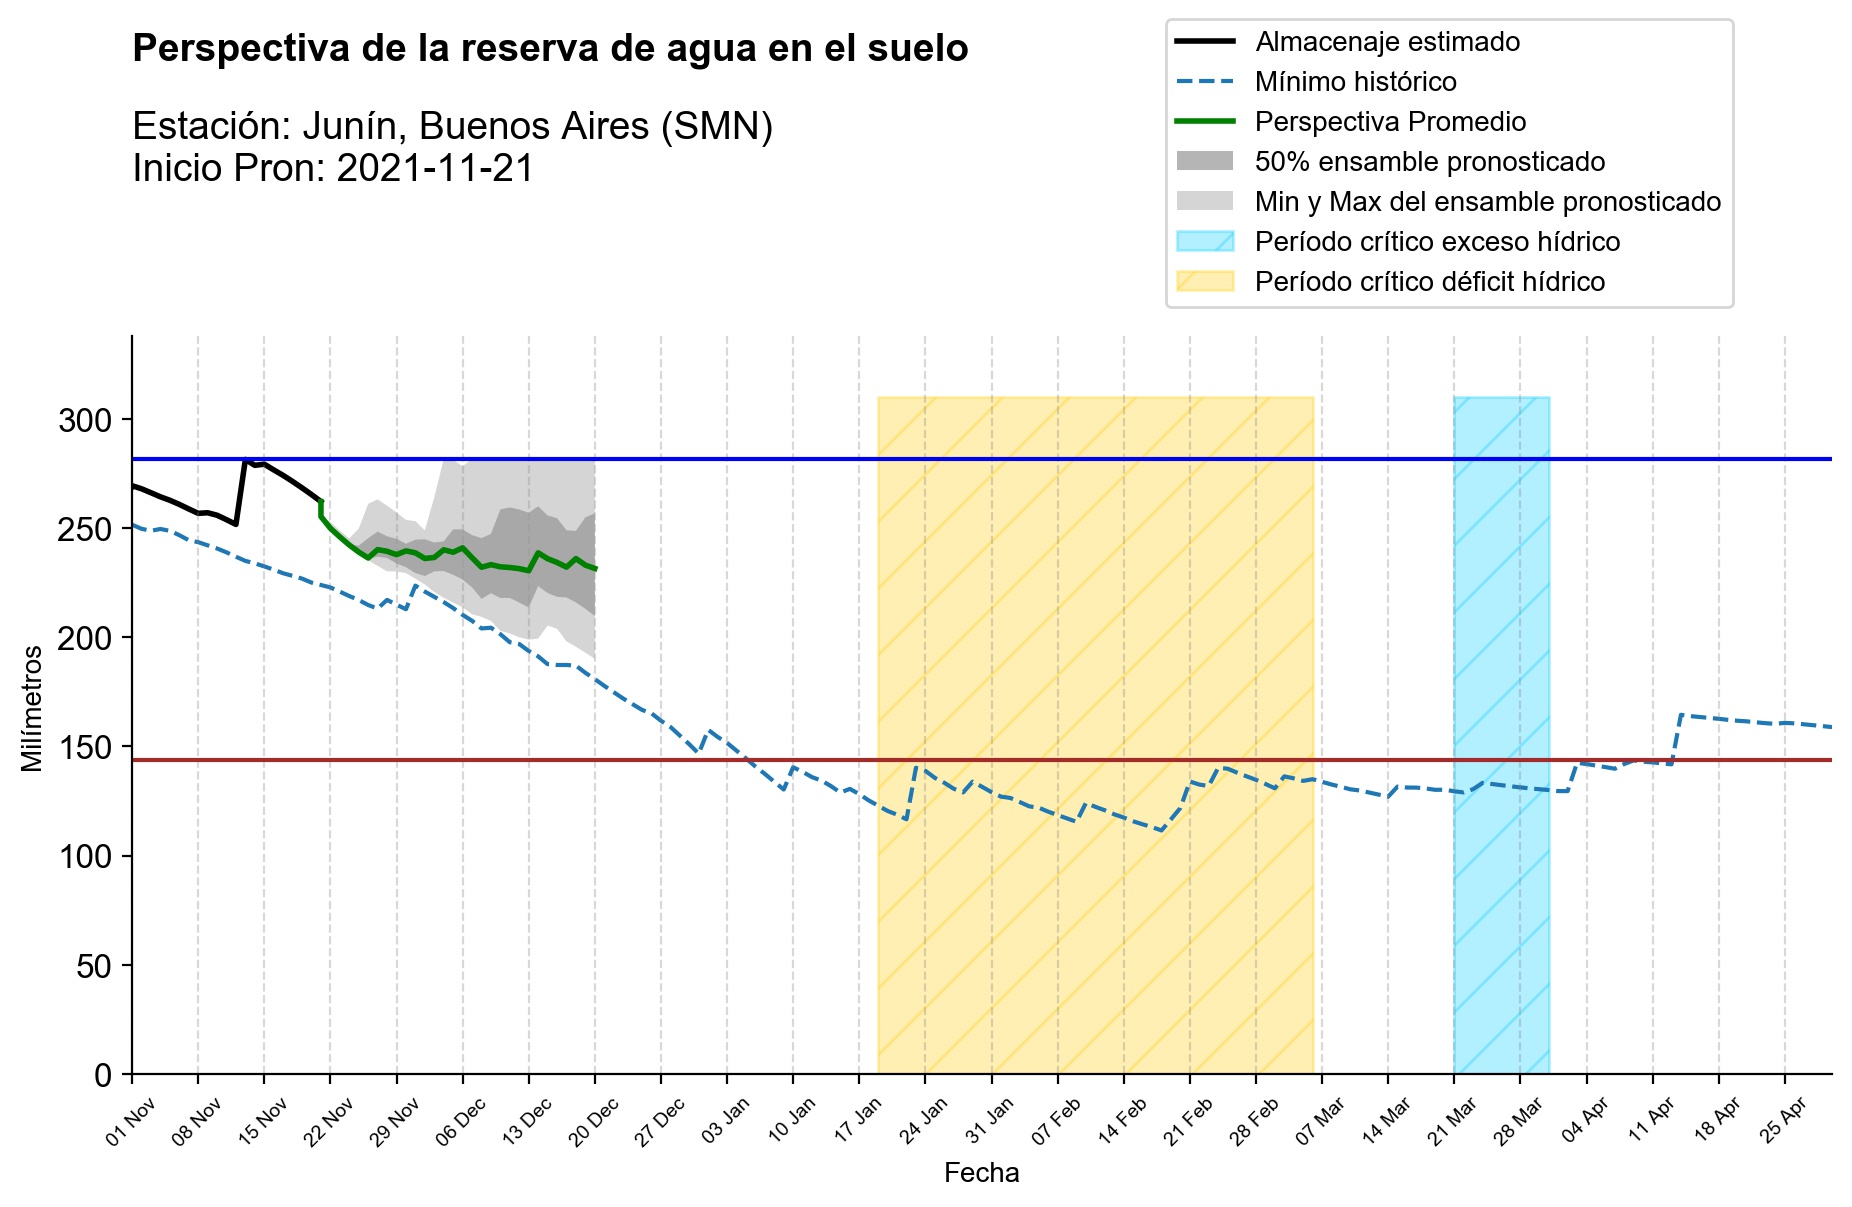 Perspectiva de la reserva de agua en el suelo
Estación: Junín, Buenos Aires (SMN)
Inicio Pron: 2021-11-21
Almacenaje estimado
Mínimo histórico
Perspectiva Promedio
50% ensamble pronosticado
Min y Max del ensamble pronosticado
Período crítico exceso hídrico
Período crítico déficit hídrico
300
250
200
150
100
50
0
Milímetros
01 Nov
08 Nov
15 Nov
22 Nov
29 Nov
06 Dec
13 Dec
20 Dec
27 Dec
03 Jan
10 Jan
17 Jan
24 Jan
31 Jan
07 Feb
14 Feb
21 Feb
28 Feb
07 Mar
14 Mar
21 Mar
28 Mar
04 Apr
11 Apr
18 Apr
25 Apr
Fecha